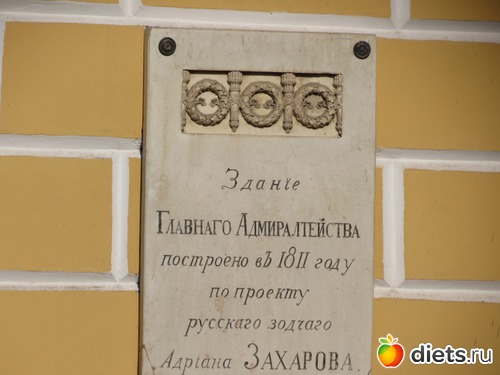 Зданіе
Главнаго Адмиралтейства
построено въ 1811 году
по проекту
русскаго зодчаго
Адріана ЗАХАРОВА.
diets.ru